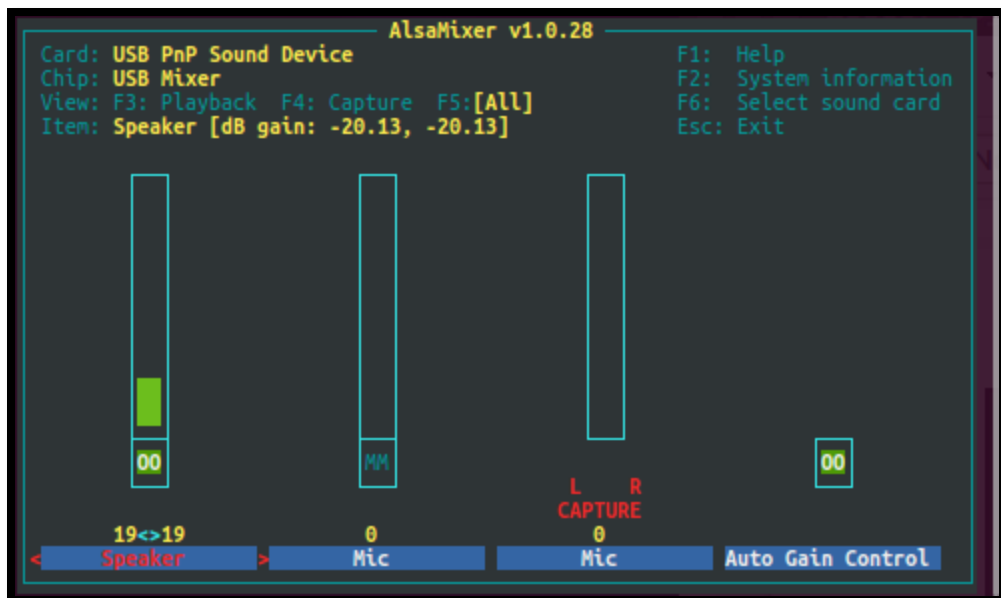 AlsaMixer v1.0.28
Card: USB PnP Sound Device F1: Help
Chip: USB Mixer F2: System information
View: F3: Playback F4: Capture F5:[All] F6: Select sound card
Item: Speaker [dB gain: -20.13, -20.13] Esc: Exit
OO MM OO
L R
CAPTURE
19<>19 0 0
< Speaker > Mic Mic Auto Gain Control